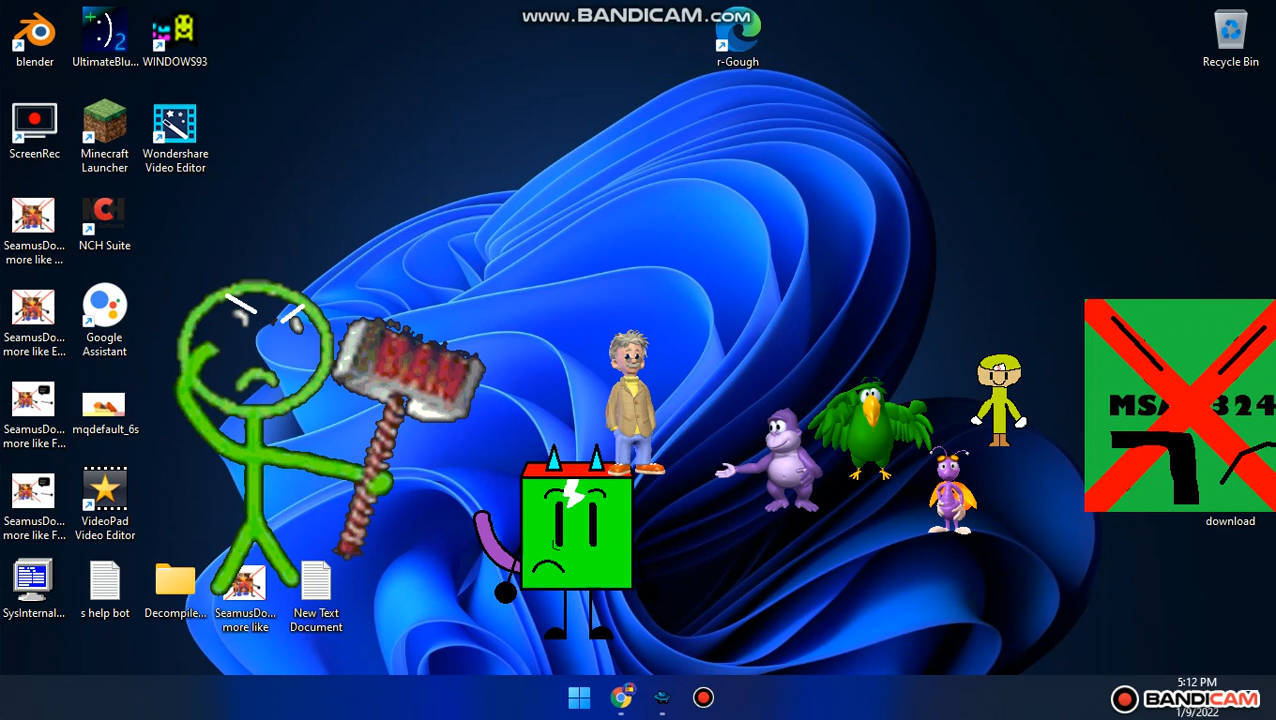 www.BANDICAM.com
blender
UltimateBlu...
WINDOWS93
r-Gough
Recycle Bin
ScreenRec
Minecraft
Launcher
Wondershare
Video Editor
SeamusDo...
more like ...
NCH
NCH Suite
SeamusDo...
more like E...
Google
Assistant
SeamusDo...
more like F...
mqdefault_6s
SeamusDo...
more like F...
VideoPad
Video Editor
download
SysInternal...
s help bot
Decompile...
SeamusDo...
more like
New Text
Document
5:12 PM
1/9/2022
BANDICAM